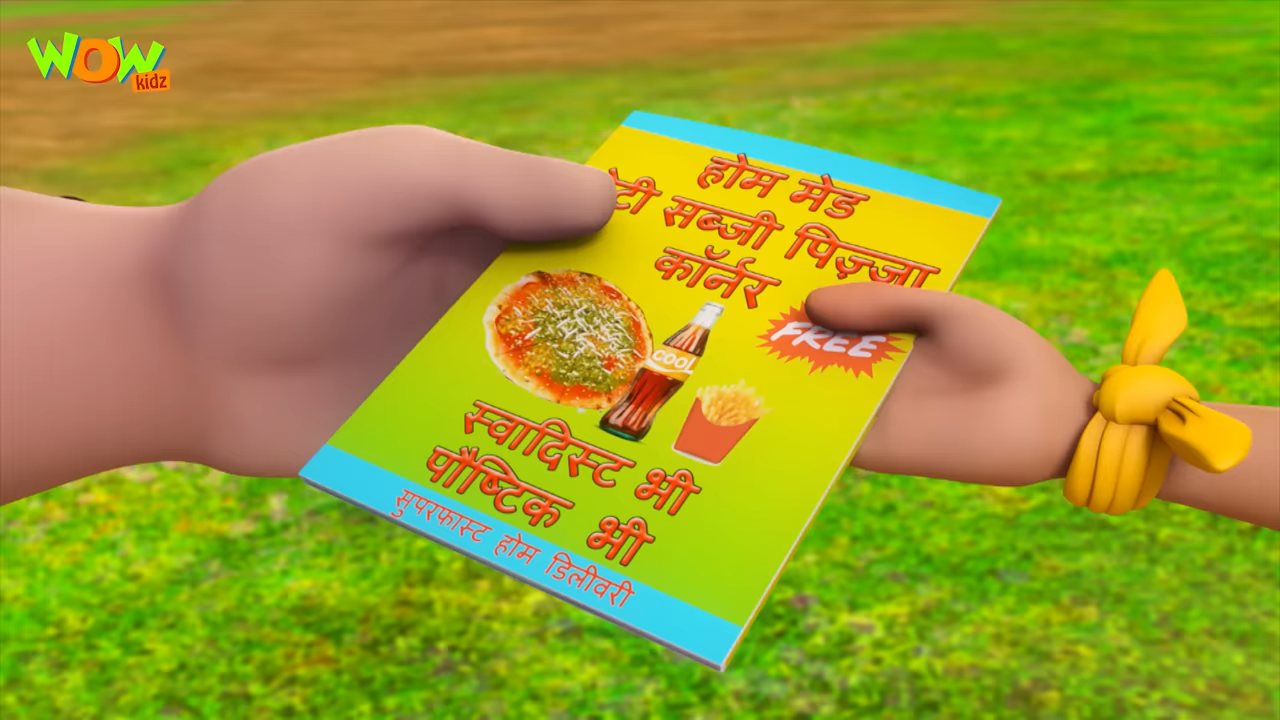 WOW
kidz
होम मेड
सब्जी पिज़्जा
कॉर्नर
FREE
COOL
स्वादिस्ट भी
पौष्टिक भी
सुपरफास्ट होम डिलीवरी